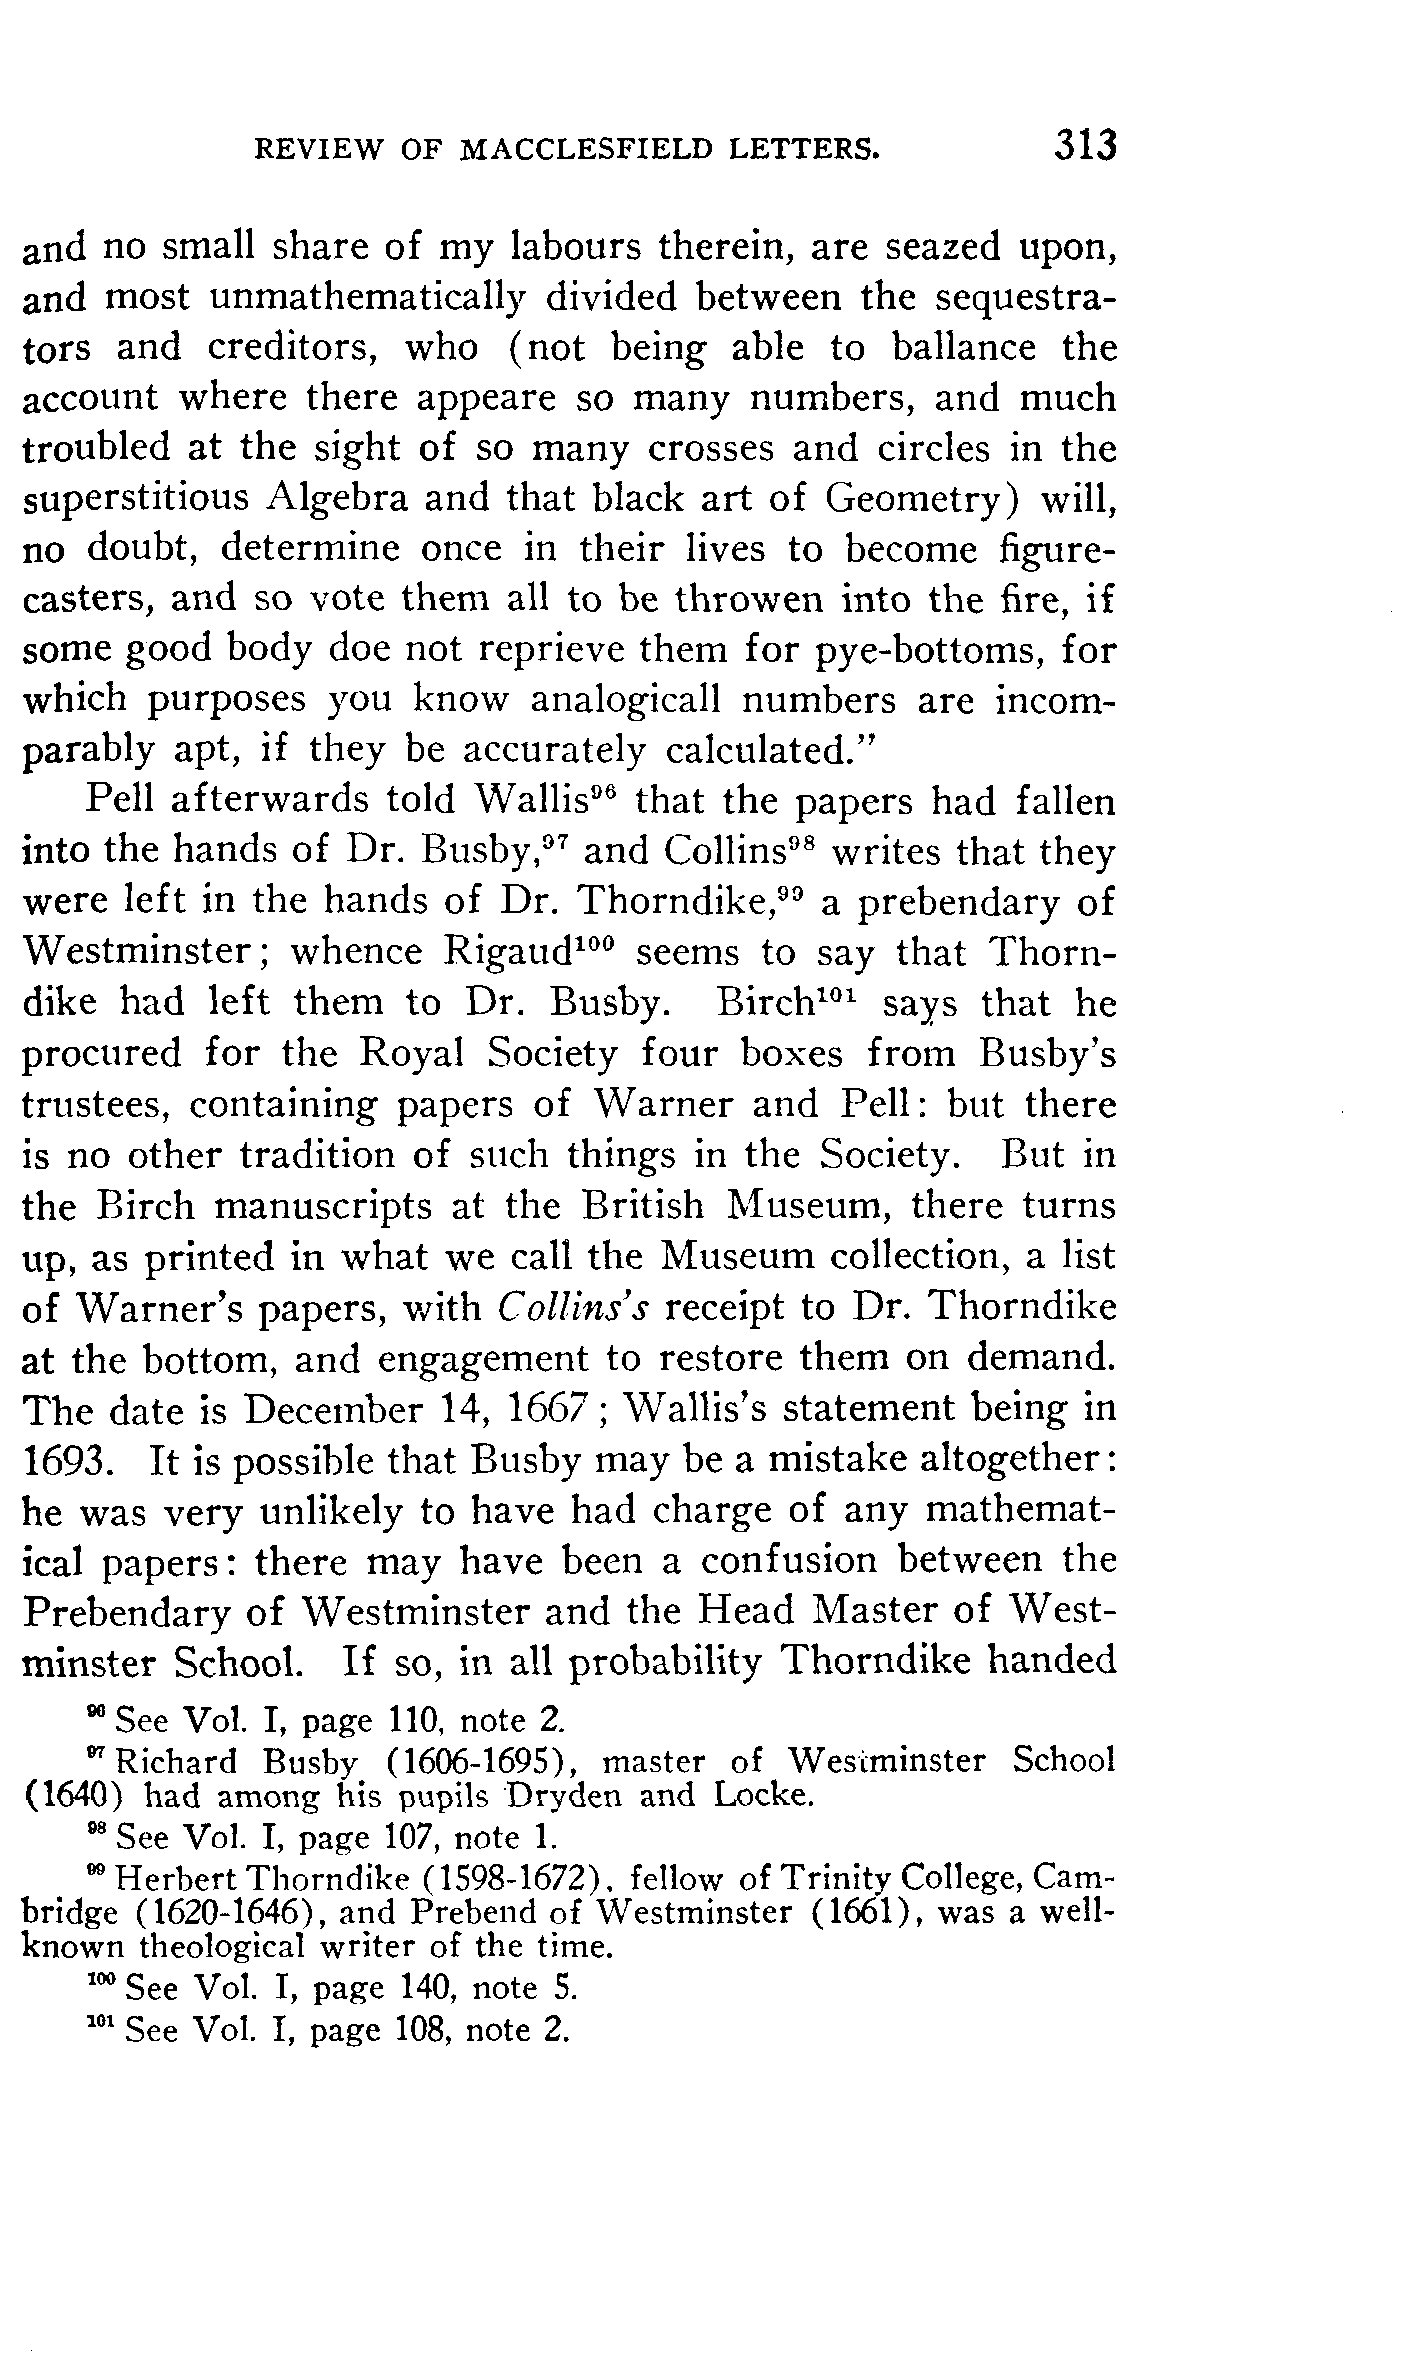 REVIEW OF MACCLESFIELD LETTERS. 313
and no small share of my labours therein, are seazed upon,
and most unmathematically divided between the sequestra-
tors and creditors, who (not being able to ballance the
account where there appeare so many numbers, and much
troubled at the sight of so many crosses and circles in the
superstitious Algebra and that black art of Geometry) will,
no doubt, determine once in their lives to become figure-
casters, and so vote them all to be throwen into the fire, if
some good body doe not reprieve them for pye-bottoms, for
which purposes you know analogicall numbers are incom-
parably apt, if they be accurately calculated."
Pell afterwards told Wallis⁹⁶ that the papers had fallen
into the hands of Dr. Busby,⁹⁷ and Collins⁹⁸ writes that they
were left in the hands of Dr. Thorndike,⁹⁹ a prebendary of
Westminster; whence Rigaud¹⁰⁰ seems to say that Thorn-
dike had left them to Dr. Busby. Birch¹⁰¹ says that he
procured for the Royal Society four boxes from Busby's
trustees, containing papers of Warner and Pell: but there
is no other tradition of such things in the Society. But in
the Birch manuscripts at the British Museum, there turns
up, as printed in what we call the Museum collection, a list
of Warner's papers, with Collins's receipt to Dr. Thorndike
at the bottom, and engagement to restore them on demand.
The date is December 14, 1667; Wallis's statement being in
1693. It is possible that Busby may be a mistake altogether:
he was very unlikely to have had charge of any mathemat-
ical papers: there may have been a confusion between the
Prebendary of Westminster and the Head Master of West-
minster School. If so, in all probability Thorndike handed
⁹⁶ See Vol. I, page 110, note 2.
⁹⁷ Richard Busby (1606-1695), master of Westminster School
(1640) had among his pupils Dryden and Locke.
⁹⁸ See Vol. I, page 107, note 1.
⁹⁹ Herbert Thorndike (1598-1672), fellow of Trinity College, Cam-
bridge (1620-1646), and Prebend of Westminster (1661), was a well-
known theological writer of the time.
¹⁰⁰ See Vol. I, page 140, note 5.
¹⁰¹ See Vol. I, page 108, note 2.